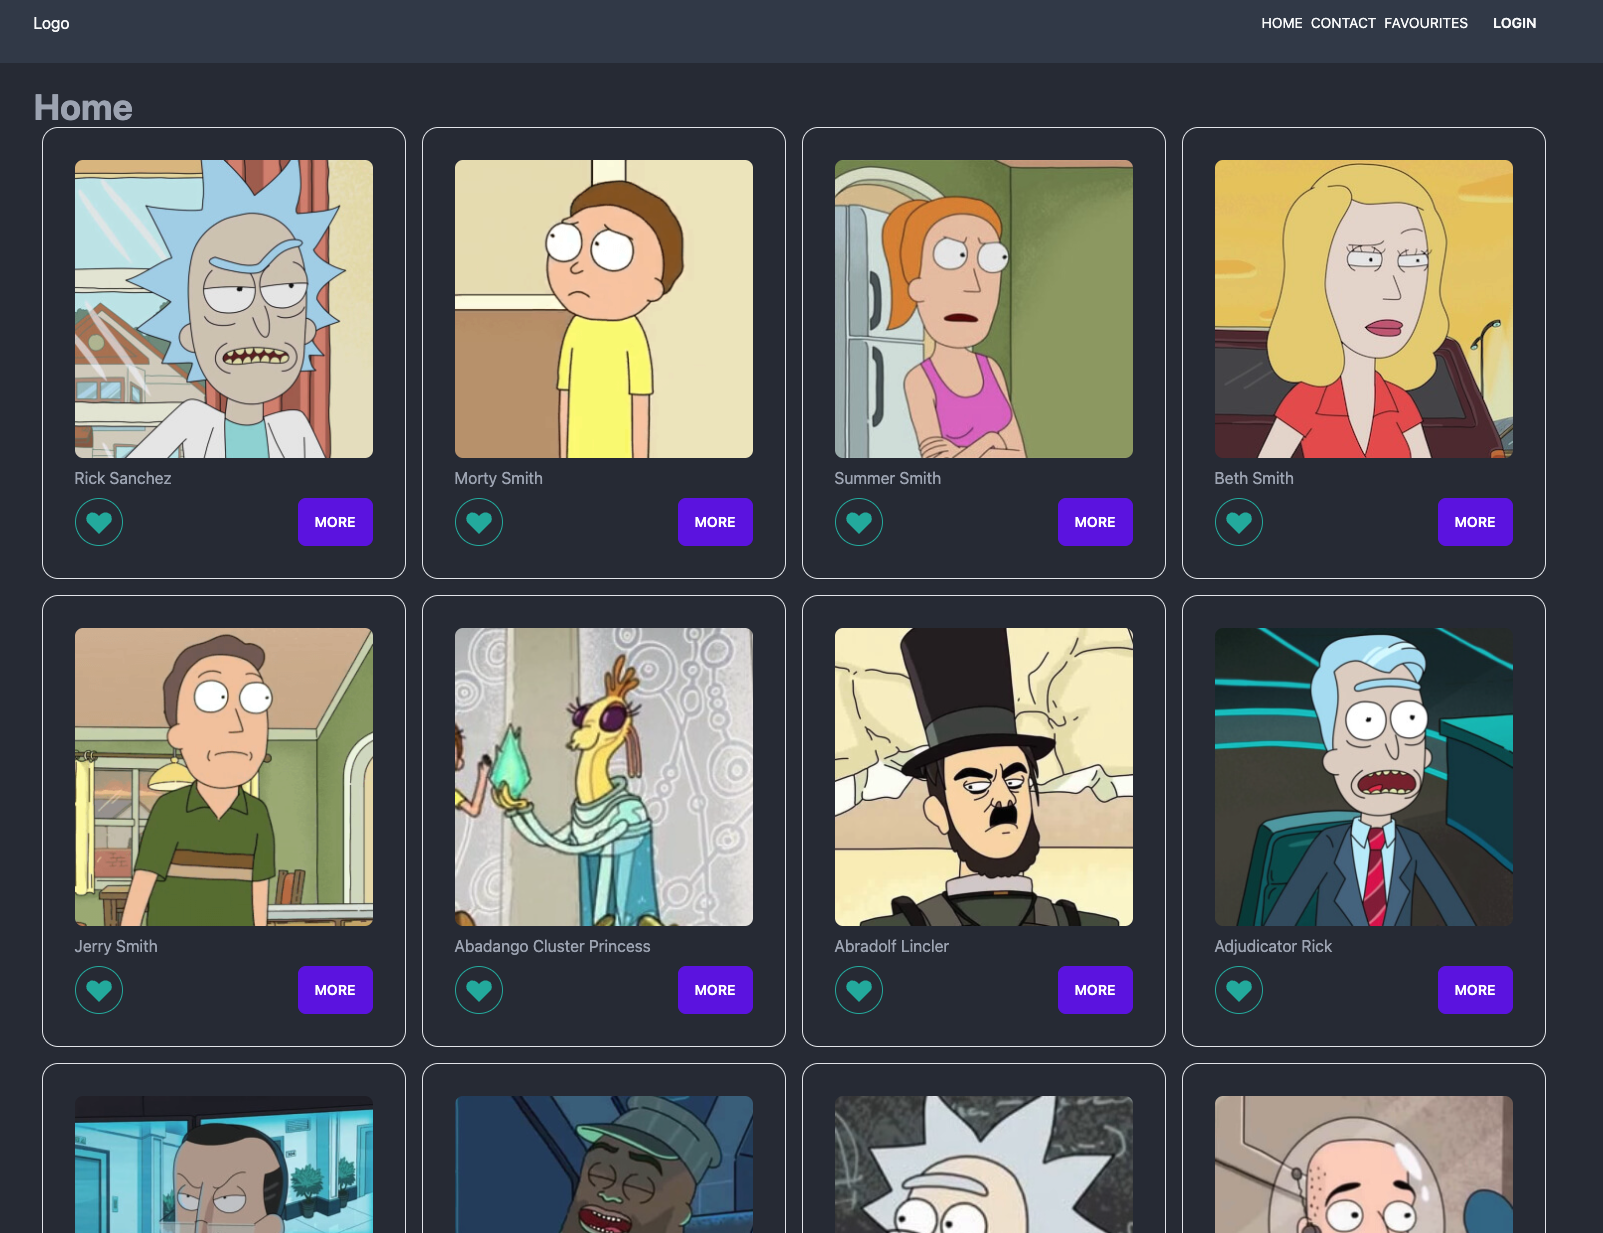 Logo
HOME CONTACT FAVOURITES LOGIN
Home
Rick Sanchez
MORE
Morty Smith
MORE
Summer Smith
MORE
Beth Smith
MORE
Jerry Smith
MORE
Abadango Cluster Princess
MORE
Abradolf Lincler
MORE
Adjudicator Rick
MORE